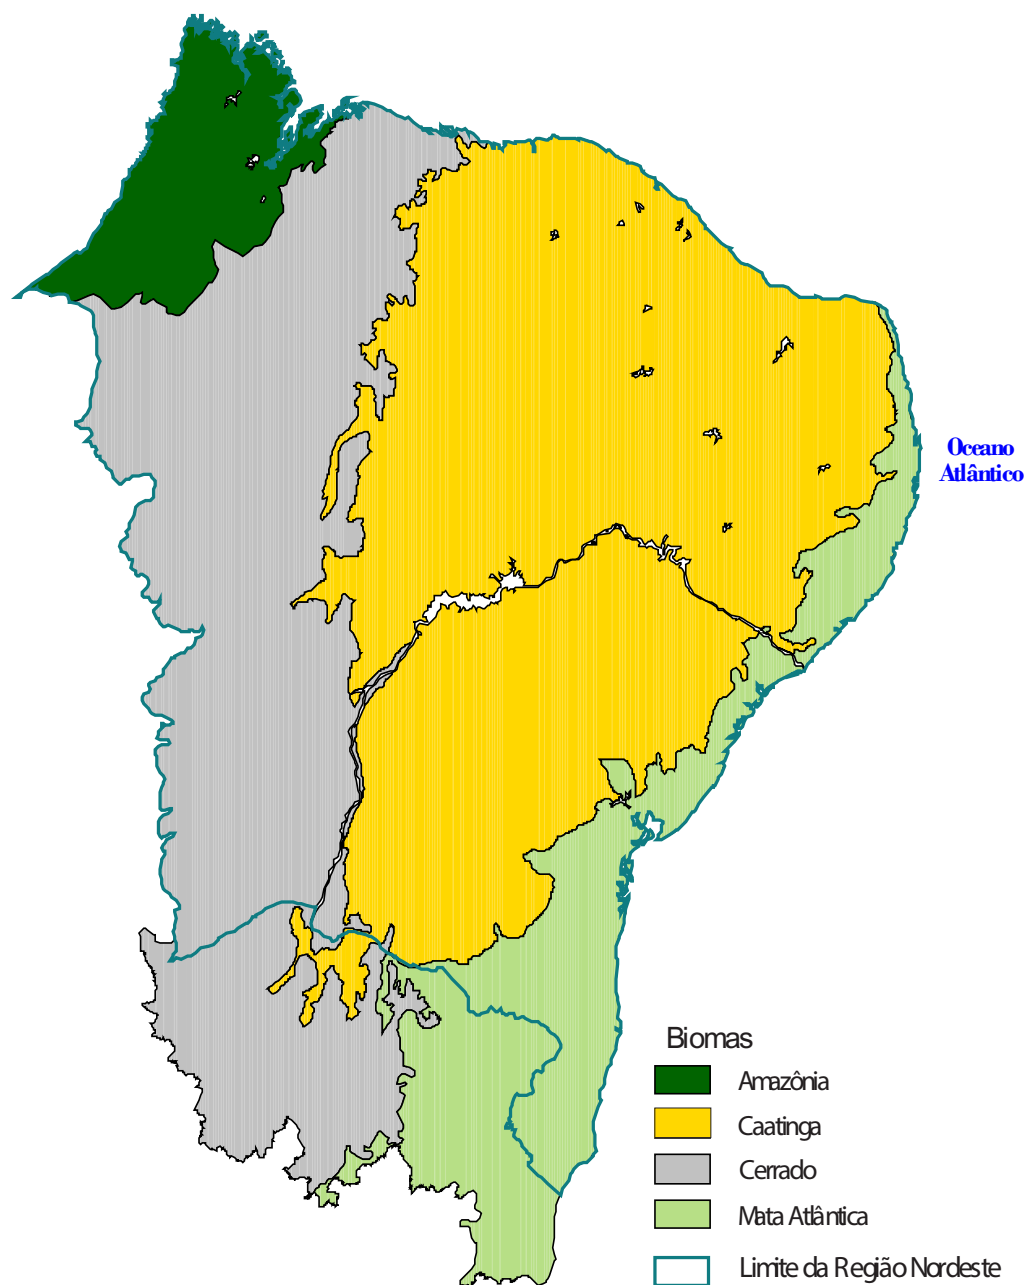 Oceano
Atlântico
Biomas
Amazônia
Caatinga
Cerrado
Mata Atlântica
Limite da Região Nordeste